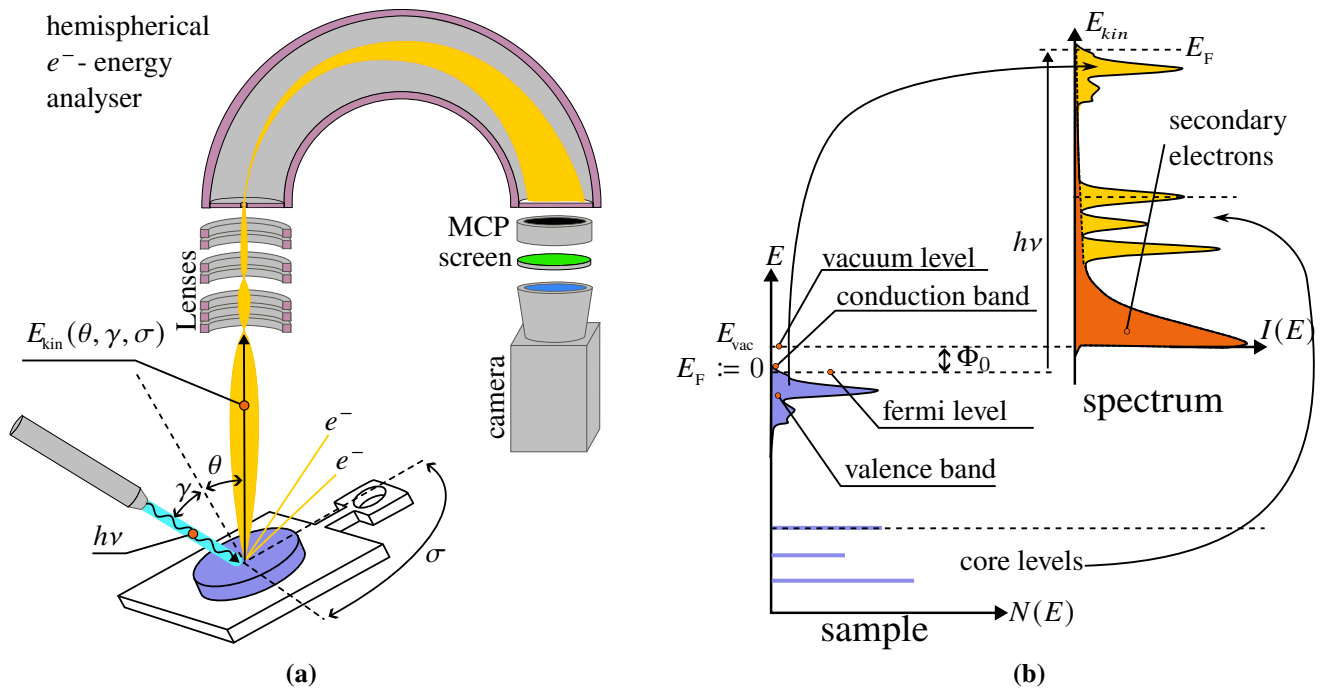 hemispherical
e⁻ - energy
analyser
MCP
screen
Lenses
camera
E_kin (θ, γ, σ)
e⁻
e⁻
θ
γ
hν
σ
(a)
E_kin
E_F
secondary
electrons
hν
E
vacuum level
conduction band
E_vac
Φ₀
I(E)
E_F := 0
spectrum
fermi level
valence band
core levels
N(E)
sample
(b)